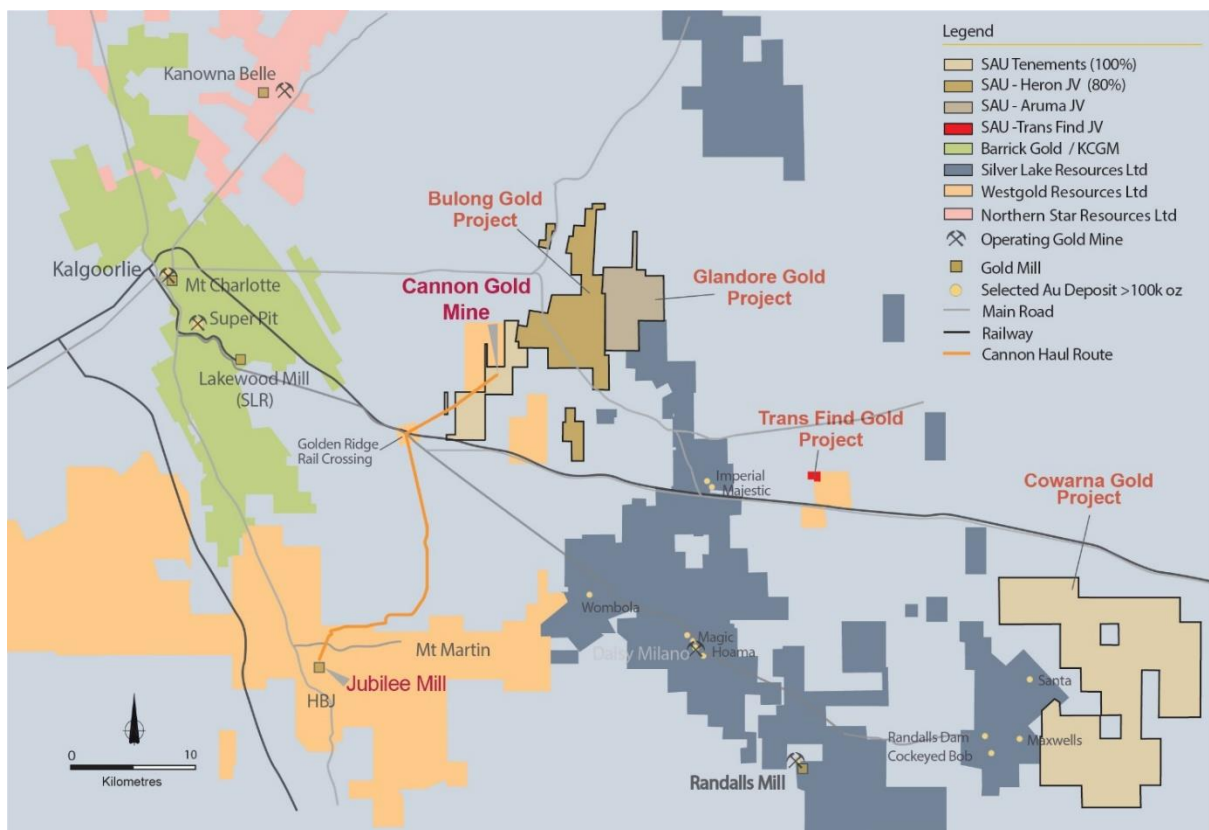 Legend
SAU Tenements (100%)
SAU - Heron JV (80%)
SAU - Aruma JV
SAU -Trans Find JV
Barrick Gold / KCGM
Silver Lake Resources Ltd
Westgold Resources Ltd
Northern Star Resources Ltd
Operating Gold Mine
Gold Mill
Selected Au Deposit >100k oz
Main Road
Railway
Cannon Haul Route
Kanowna Belle
Bulong Gold
Project
Kalgoorlie
Mt Charlotte
Cannon Gold
Mine
Glandore Gold
Project
Super Pit
Lakewood Mill
(SLR)
Golden Ridge
Rail Crossing
Trans Find Gold
Project
Imperial
Majestic
Cowarna Gold
Project
Wombola
Magic
Daisy Milano
Hoama
Mt Martin
Jubilee Mill
HBJ
Santa
Randalls Dam
Cockeyed Bob
Maxwells
Randalls Mill
0
10
Kilometres